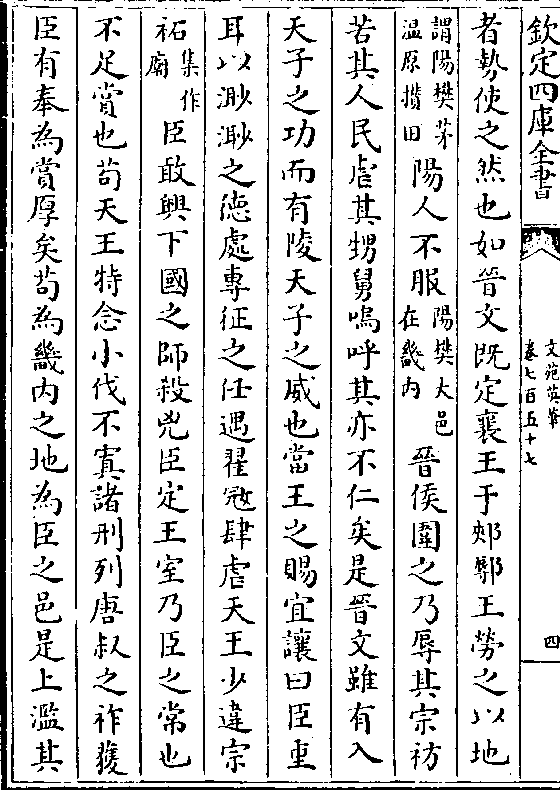 欽定四庫全書
文苑英華
卷七百五十七
四
者勢使之然也如晉文既定襄王于郟鄏王勞之以地
謂陽樊茅
溫原攢田
陽人不服
陽樊大邑
在畿内
晉侯圍之乃辱其宗祊
苦其人民虐其甥舅嗚呼其亦不仁矣是晉文雖有入
天子之功而有陵天子之威也當王之賜宜讓曰臣重
耳以渺渺之德處專征之任遇翟寇肆虐天王少違宗
祏
集作
廟
臣敢興下國之師殺兇臣定王室乃臣之常也
不足賞也苟天王特念小伐不寘諸刑列唐叔之祚獲
臣有奉為賞厚矣苟為畿内之地為臣之邑是上濫其